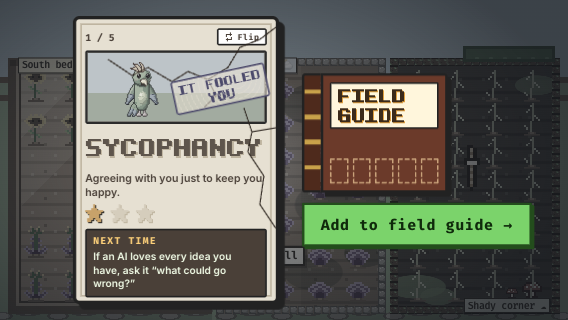 South bed
1 / 5
Flip
IT FOOLED
YOU
SYCOPHANCY
Agreeing with you just to keep you
happy.
NEXT TIME
If an AI loves every idea you
have, ask it “what could go
wrong?”
FIELD
GUIDE
Add to field guide →
Shady corner